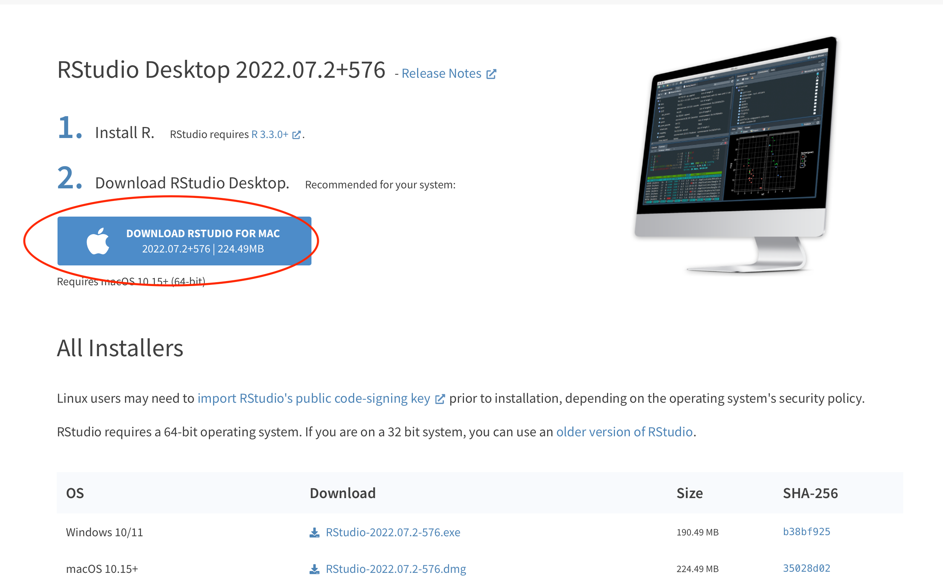 RStudio Desktop 2022.07.2+576 - Release Notes
1. Install R. RStudio requires R 3.3.0+.
2. Download RStudio Desktop. Recommended for your system:
DOWNLOAD RSTUDIO FOR MAC
2022.07.2+576 | 224.49MB
Requires macOS 10.15+ (64-bit)
All Installers
Linux users may need to import RStudio's public code-signing key prior to installation, depending on the operating system's security policy.
RStudio requires a 64-bit operating system. If you are on a 32 bit system, you can use an older version of RStudio.
OS Download Size SHA-256
Windows 10/11 RStudio-2022.07.2-576.exe 190.49 MB b38bf925
macOS 10.15+ RStudio-2022.07.2-576.dmg 224.49 MB 35028d02